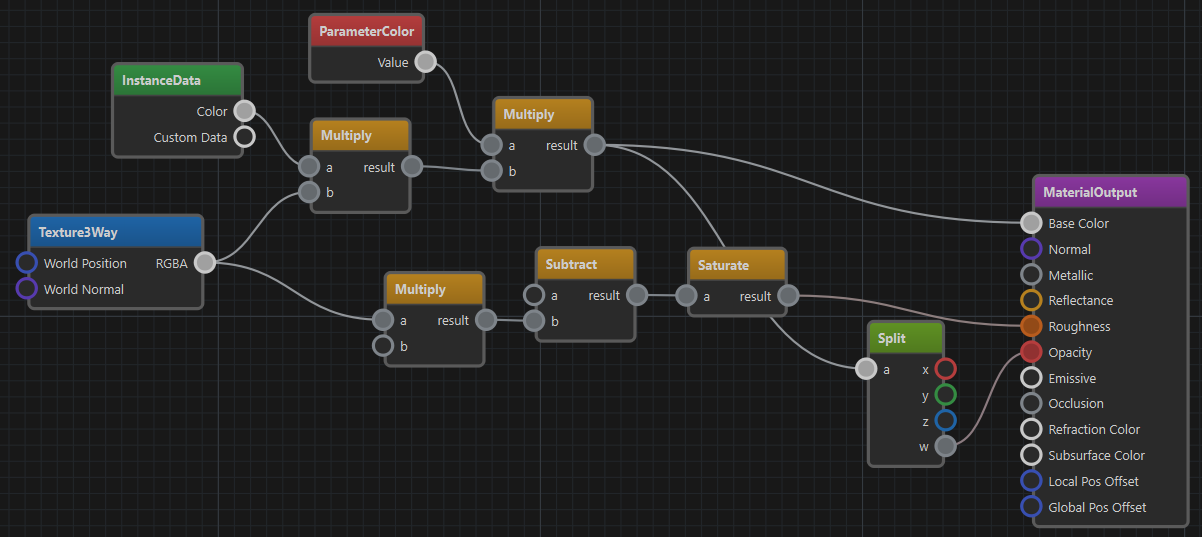 ParameterColor
Value
InstanceData
Color
Custom Data
Multiply
a result
b
Multiply
a result
b
Texture3Way
World Position RGBA
World Normal
Multiply
a result
b
Subtract
a result
b
Saturate
a result
Split
a x
y
z
w
MaterialOutput
Base Color
Normal
Metallic
Reflectance
Roughness
Opacity
Emissive
Occlusion
Refraction Color
Subsurface Color
Local Pos Offset
Global Pos Offset